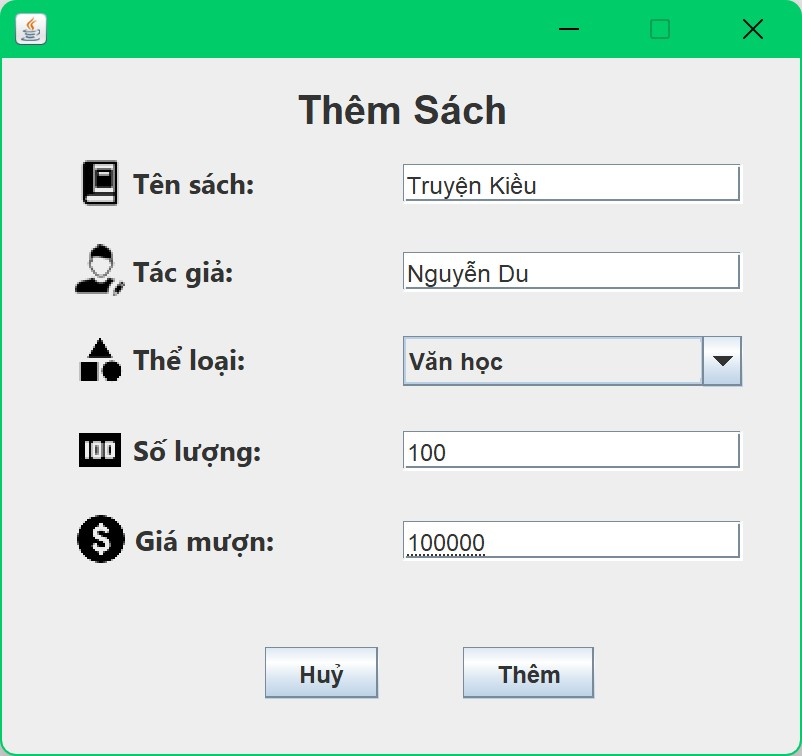 Thêm Sách
Tên sách: Truyện Kiều
Tác giả: Nguyễn Du
Thể loại: Văn học
100 Số lượng: 100
$ Giá mượn: 100000
Huỷ Thêm